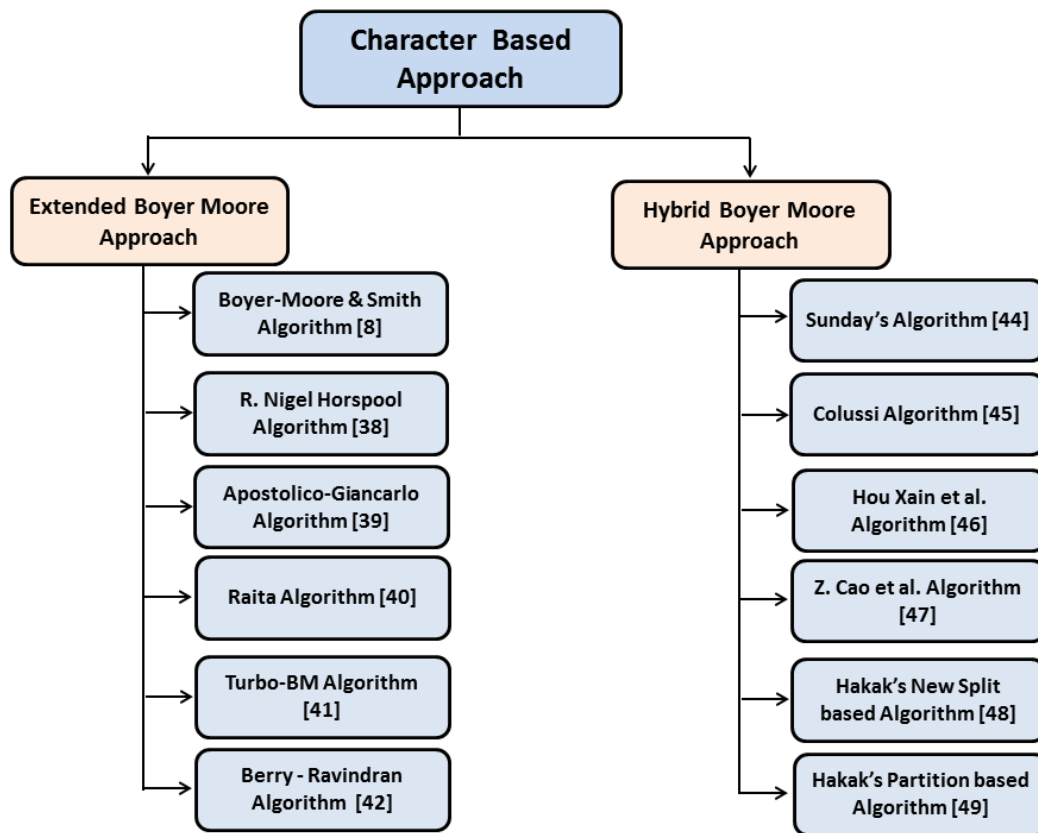 Character Based
Approach
Extended Boyer Moore
Approach
Boyer-Moore & Smith
Algorithm [8]
R. Nigel Horspool
Algorithm [38]
Apostolico-Giancarlo
Algorithm [39]
Raita Algorithm [40]
Turbo-BM Algorithm
[41]
Berry - Ravindran
Algorithm [42]
Hybrid Boyer Moore
Approach
Sunday's Algorithm [44]
Colussi Algorithm [45]
Hou Xain et al.
Algorithm [46]
Z. Cao et al. Algorithm
[47]
Hakak's New Split
based Algorithm [48]
Hakak's Partition based
Algorithm [49]